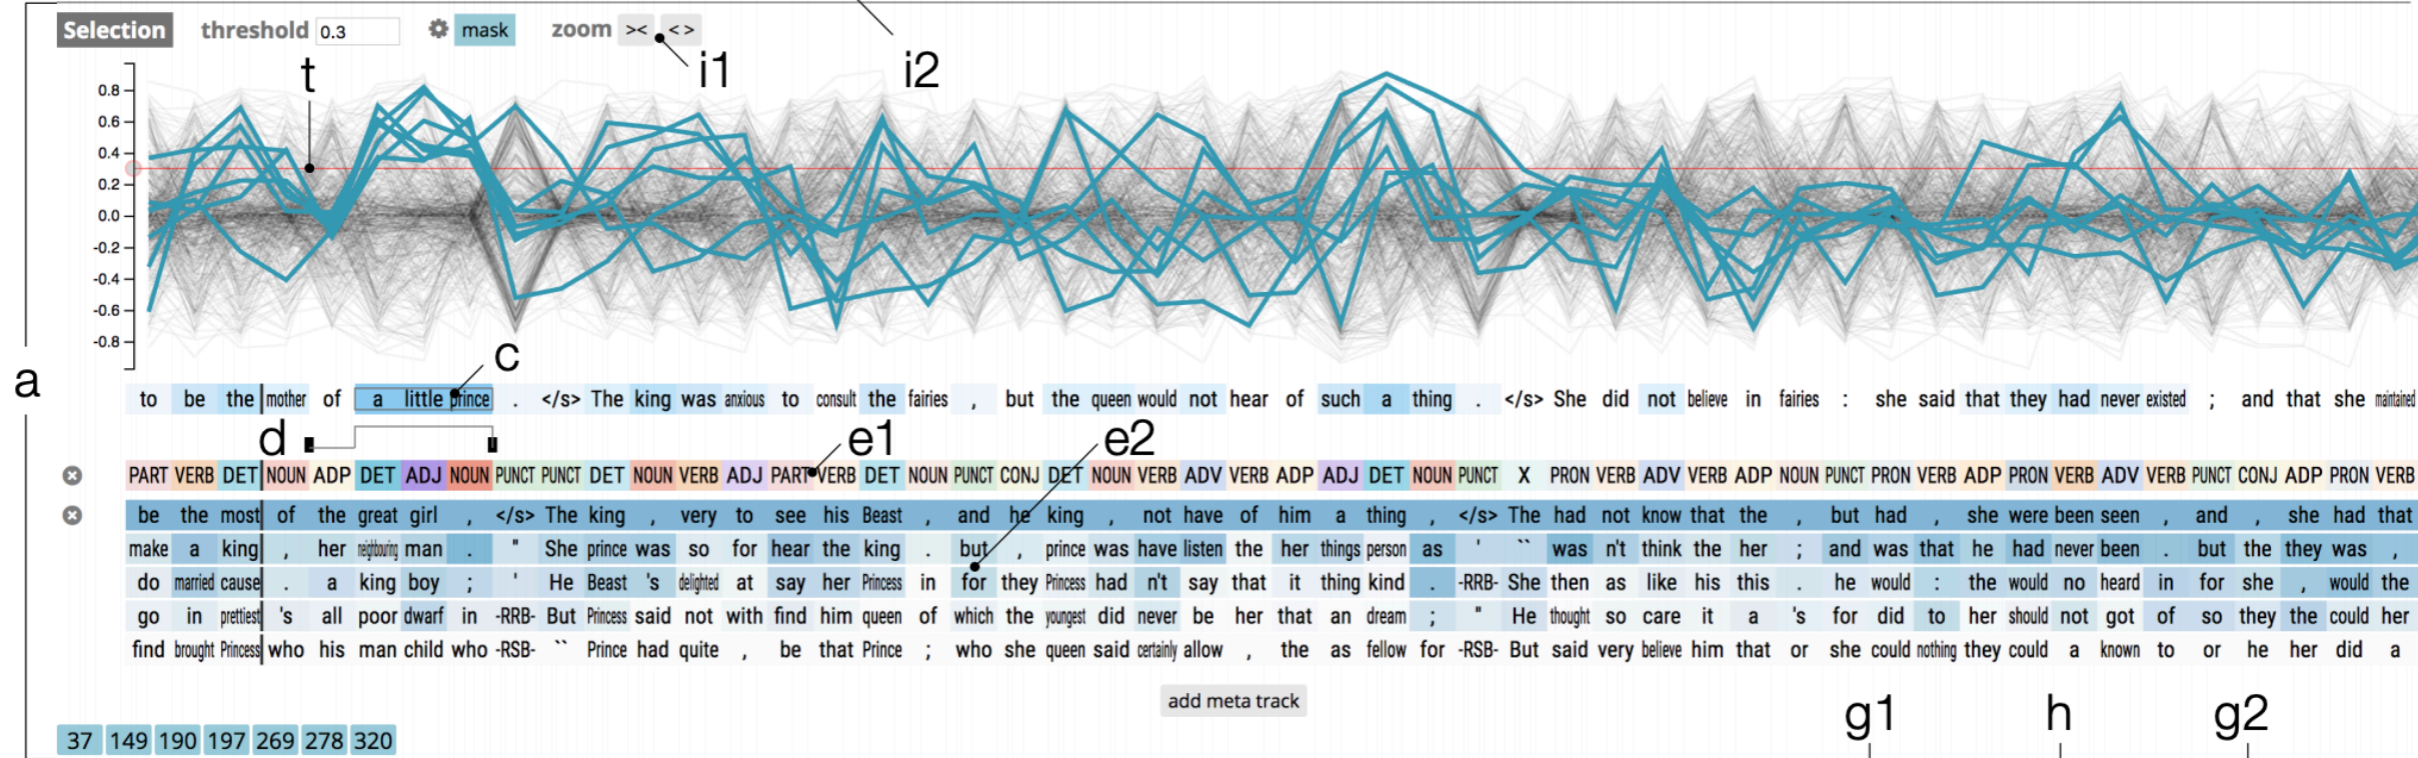 Selection threshold 0.3 mask zoom >< <>
t i1 i2
0.8
0.6
0.4
0.2
0.0
-0.2
-0.4
-0.6
-0.8
c
a
to be the mother of a little prince . </s> The king was anxious to consult the fairies , but the queen would not hear of such a thing . </s> She did not believe in fairies : she said that they had never existed ; and that she maintained
d e1 e2
PART VERB DET NOUN ADP DET ADJ NOUN PUNCT PUNCT DET NOUN VERB ADJ PART VERB DET NOUN PUNCT CONJ DET NOUN VERB ADV VERB ADP ADJ DET NOUN PUNCT X PRON VERB ADV VERB ADP NOUN PUNCT PRON VERB ADP PRON VERB ADV VERB PUNCT CONJ ADP PRON VERB
be the most of the great girl , </s> The king , very to see his Beast , and he king , not have of him a thing , </s> The had not know that the , but had , she were been seen , and , she had that
make a king , her neighbouring man . " She prince was so for hear the king . but , prince was have listen the her things person as ' `` was n't think the her ; and was that he had never been . but the they was ,
do married cause . a king boy ; ' He Beast 's delighted at say her Princess in for they Princess had n't say that it thing kind . -RRB- She then as like his this . he would : the would no heard in for she , would the
go in prettiest 's all poor dwarf in -RRB- But Princess said not with find him queen of which the youngest did never be her that an dream ; " He thought so care it a 's for did to her should not got of so they the could her
find brought Princess who his man child who -RSB- `` Prince had quite , be that Prince ; who she queen said certainly allow , the as fellow for -RSB- But said very believe him that or she could nothing they could a known to or he her did a
add meta track
g1 h g2
37 149 190 197 269 278 320